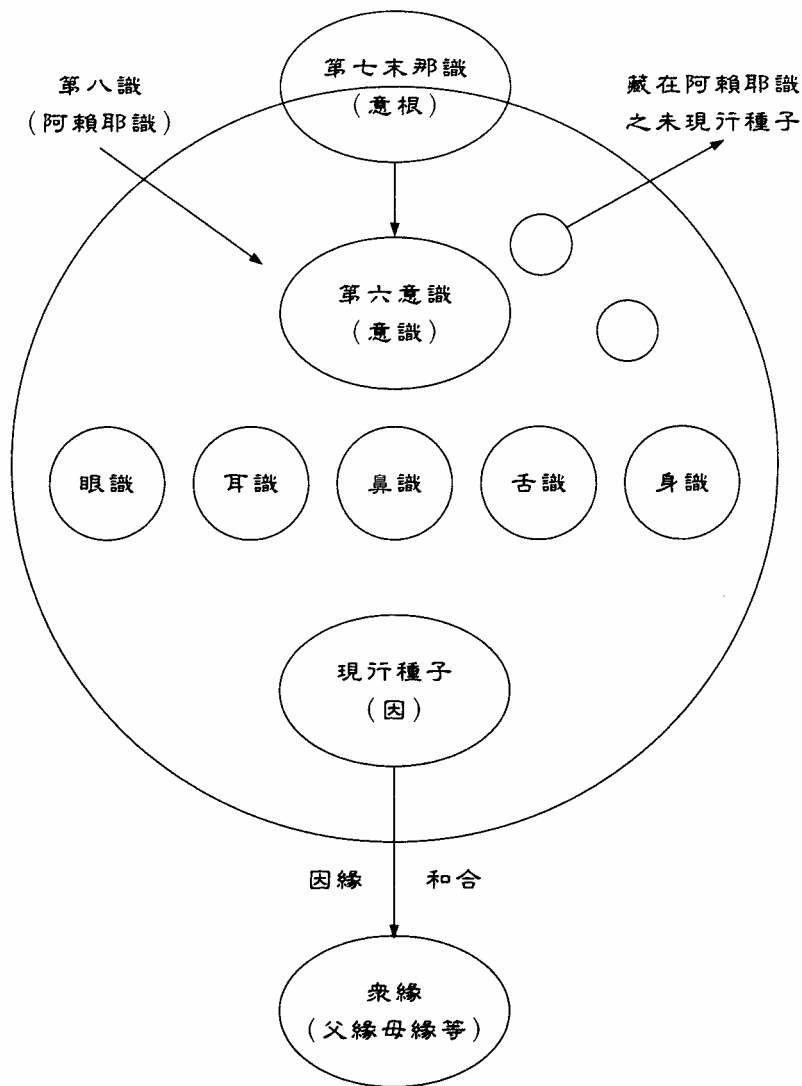 第七末那識
（意根）
第八識
（阿賴耶識）
藏在阿賴耶識
之未現行種子
第六意識
（意識）
眼識
耳識
鼻識
舌識
身識
現行種子
（因）
因緣
和合
衆緣
（父緣母緣等）